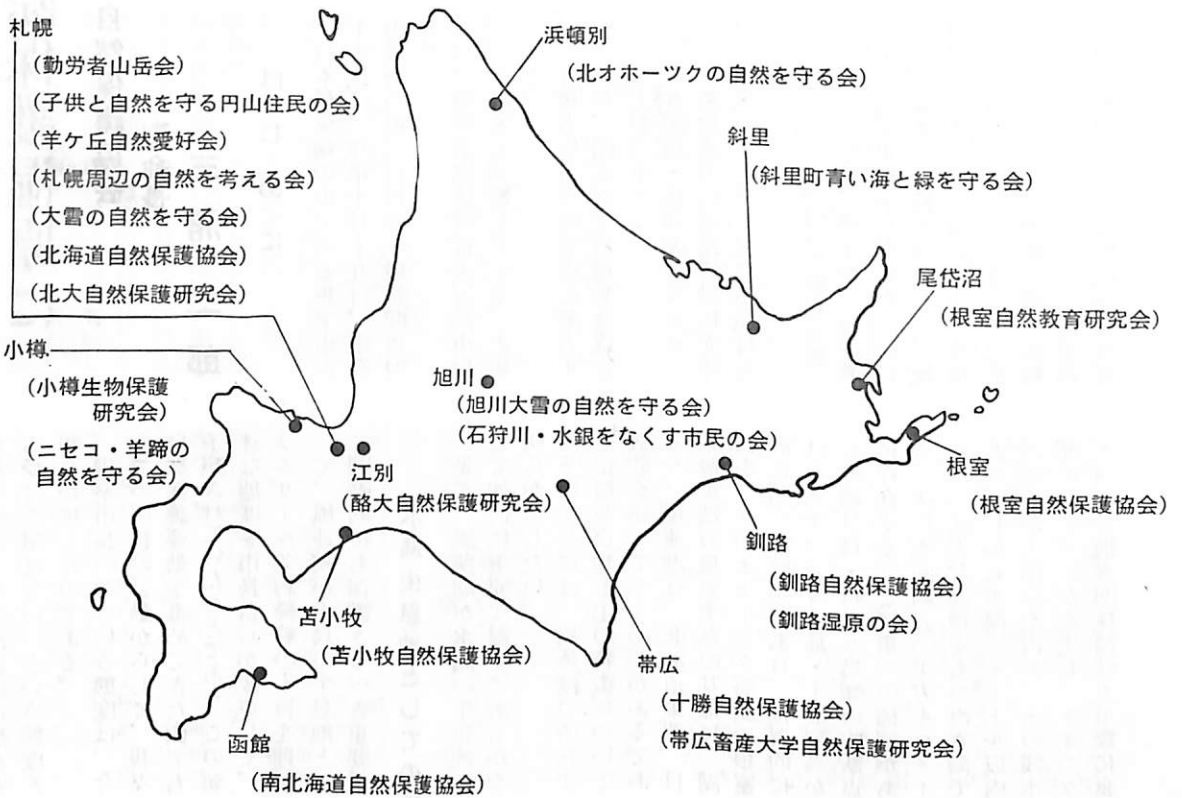 札幌
（勤労者山岳会）
（子供と自然を守る円山住民の会）
（羊ケ丘自然愛好会）
（札幌周辺の自然を考える会）
（大雪の自然を守る会）
（北海道自然保護協会）
（北大自然保護研究会）
小樽
（小樽生物保護
研究会）
（ニセコ・羊蹄の
自然を守る会）
浜頓別
（北オホーツクの自然を守る会）
斜里
（斜里町青い海と緑を守る会）
尾岱沼
（根室自然教育研究会）
旭川
（旭川大雪の自然を守る会）
（石狩川・水銀をなくす市民の会）
根室
（根室自然保護協会）
江別
（酪大自然保護研究会）
釧路
（釧路自然保護協会）
（釧路湿原の会）
苫小牧
（苫小牧自然保護協会）
帯広
（十勝自然保護協会）
（帯広畜産大学自然保護研究会）
函館
（南北海道自然保護協会）